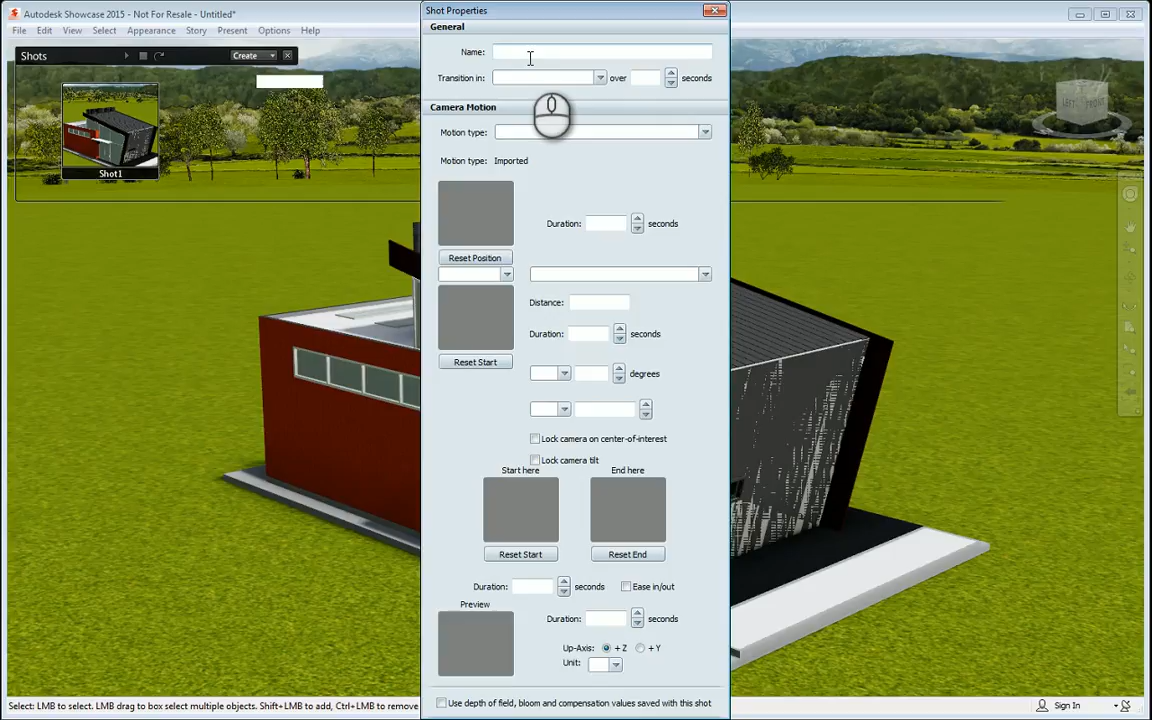 Autodesk Showcase 2015 - Not For Resale - Untitled*
File Edit View Select Appearance Story Present Options Help
Shots
Create
Shot1
LEFT FRONT
Shot Properties
General
Name:
Transition in: over seconds
Camera Motion
Motion type:
Motion type: Imported
Duration: seconds
Reset Position
Distance:
Duration: seconds
Reset Start
degrees
Lock camera on center-of-interest
Lock camera tilt
Start here End here
Reset Start Reset End
Duration: seconds Ease in/out
Preview
Duration: seconds
Up-Axis: + Z + Y
Unit:
Use depth of field, bloom and compensation values saved with this shot
Select: LMB to select. LMB drag to box select multiple objects. Shift+LMB to add, Ctrl+LMB to remove
Sign In